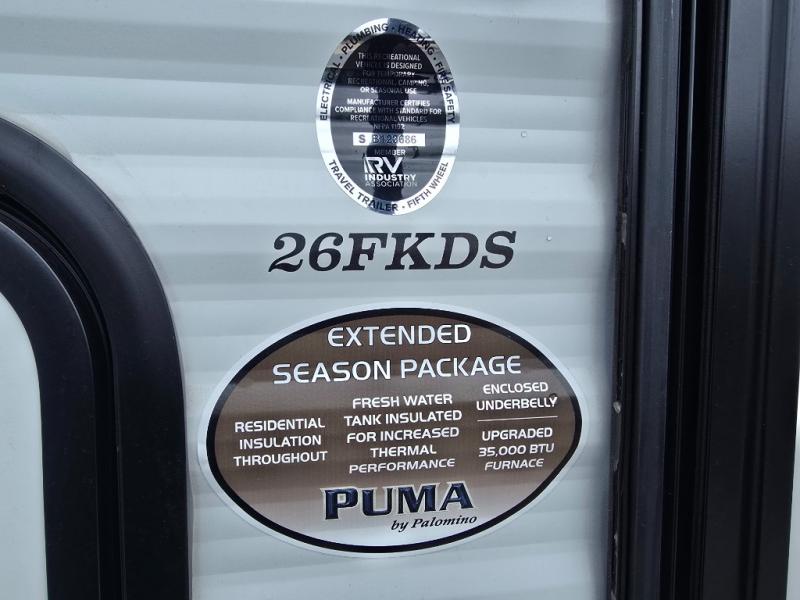 ELECTRICAL • PLUMBING • HEATING • FIRE SAFETY
THIS RECREATIONAL
VEHICLE IS DESIGNED
FOR TEMPORARY
RECREATIONAL, CAMPING,
OR SEASONAL USE
MANUFACTURER CERTIFIES
COMPLIANCE WITH STANDARD FOR
RECREATIONAL VEHICLES
NFPA 1192
S B128686
MEMBER
RV
INDUSTRY
ASSOCIATION
TRAVEL TRAILER • FIFTH WHEEL
26FKDS
EXTENDED
SEASON PACKAGE
RESIDENTIAL
INSULATION
THROUGHOUT
FRESH WATER
TANK INSULATED
FOR INCREASED
THERMAL
PERFORMANCE
ENCLOSED
UNDERBELLY
UPGRADED
35,000 BTU
FURNACE
PUMA
by Palomino